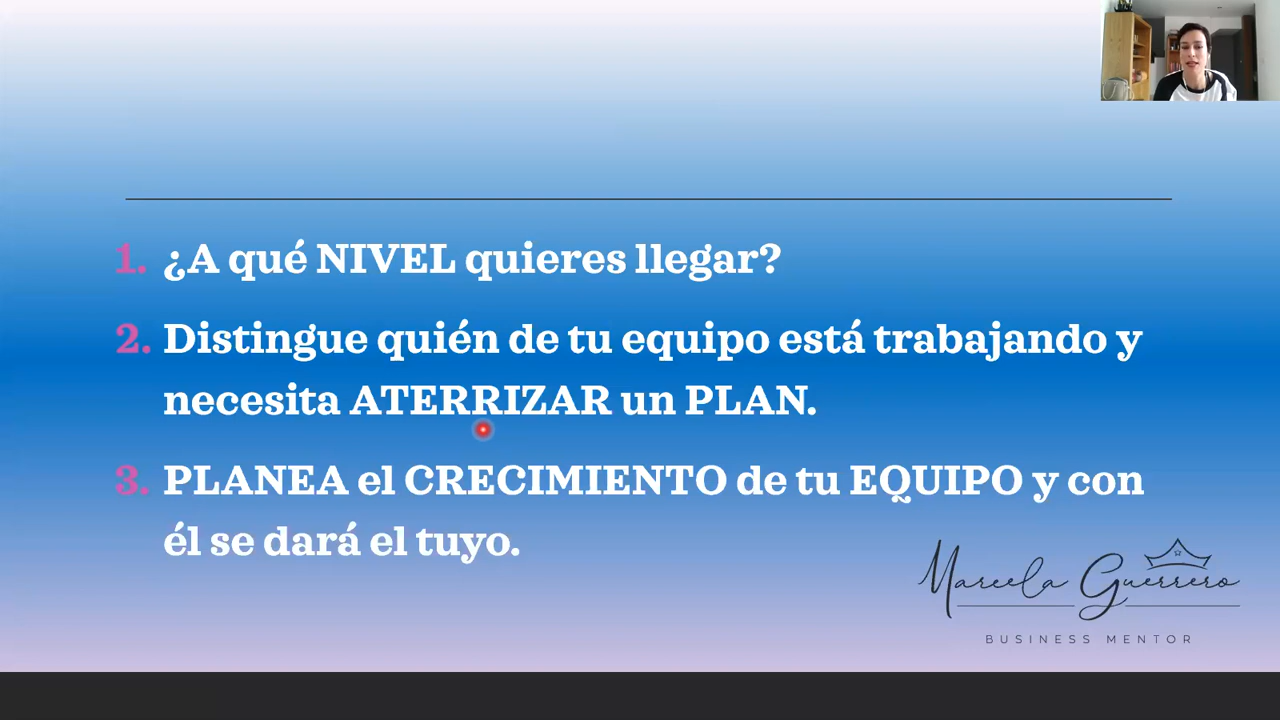 1. ¿A qué NIVEL quieres llegar?
2. Distingue quién de tu equipo está trabajando y
necesita ATERRIZAR un PLAN.
3. PLANEA el CRECIMIENTO de tu EQUIPO y con
él se dará el tuyo.
Marcela Guerrero
BUSINESS MENTOR